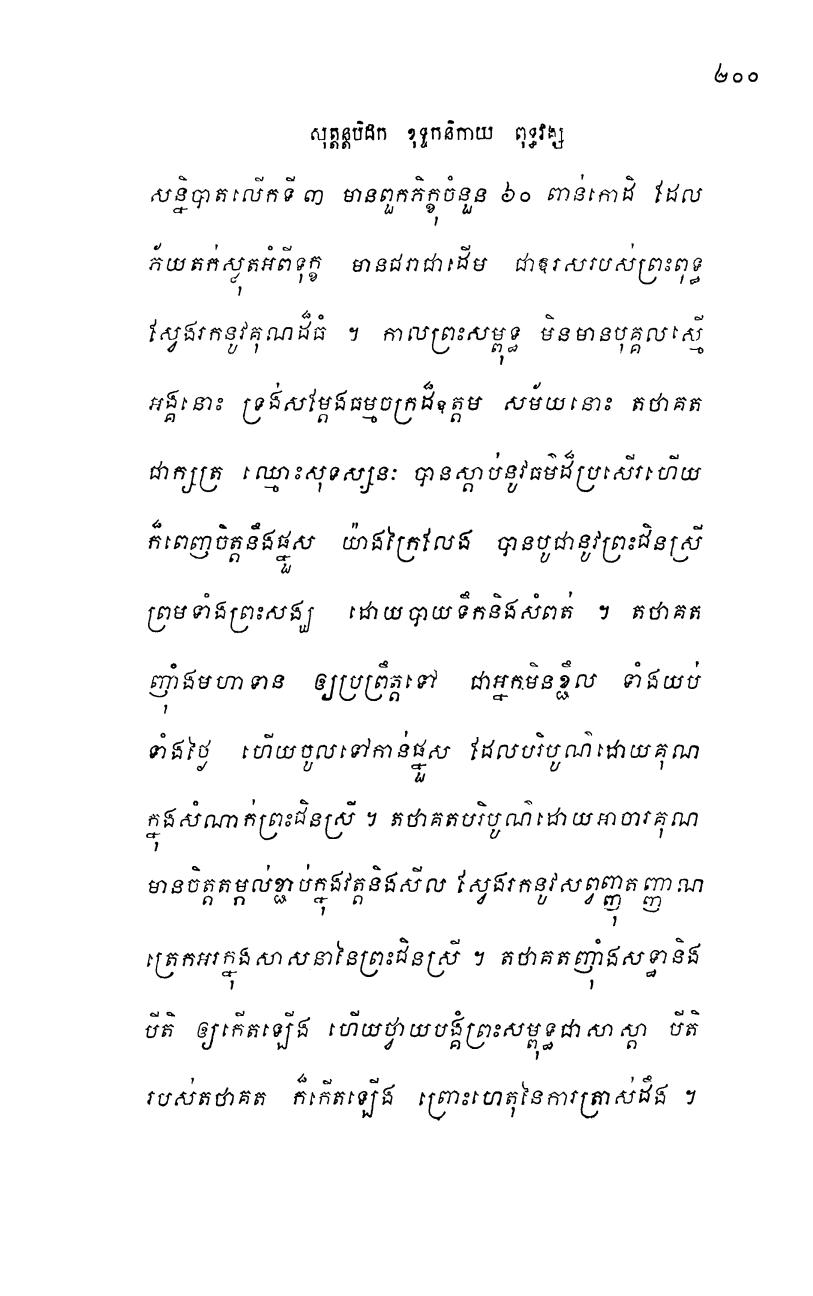 ២០០
សុត្តន្តបិដក ខុទ្ទកនិកាយ ពុទ្ធវង្ស
សន្និបាតលើកទី ៣ មានពួកភិក្ខុចំនួន ៦០ ពាន់កោដិ ដែល
ភ័យតក់ស្លុតអំពីទុក្ខ មានជរាជាដើម ជាឱរសរបស់ព្រះពុទ្ធ
ស្វែងរកនូវគុណដ៏ធំ ។ កាលព្រះសម្ពុទ្ធ មិនមានបុគ្គលស្មើ
អង្គនោះ ទ្រង់សម្ដែងធម្មចក្រដ៏ឧត្តម សម័យនោះ តថាគត
ជាក្សត្រ ឈ្មោះសុទស្សនៈ បានស្ដាប់នូវធម៌ដ៏ប្រសើរហើយ
ក៏ពេញចិត្តនឹងផ្នួស យ៉ាងក្រៃលែង បានបូជានូវព្រះជិនស្រី
ព្រមទាំងព្រះសង្ឃ ដោយបាយទឹកនិងសំពត់ ។ តថាគត
ញុំាងមហាទាន ឲ្យប្រព្រឹត្តទៅ ជាអ្នកមិនខ្ជិល ទាំងយប់
ទាំងថ្ងៃ ហើយចូលទៅកាន់ផ្នួស ដែលបរិបូណ៌ដោយគុណ
ក្នុងសំណាក់ព្រះជិនស្រី ។ តថាគតបរិបូណ៌ដោយអាចារគុណ
មានចិត្តតម្កល់ខ្ជាប់ក្នុងវត្តនិងសីល ស្វែងរកនូវសព្វញ្ញុតញ្ញាណ
ត្រេកអរក្នុងសាសនានៃព្រះជិនស្រី ។ តថាគតញុំាងសទ្ធានិង
បីតិ ឲ្យកើតឡើង ហើយថ្វាយបង្គំព្រះសម្ពុទ្ធជាសាស្តា បីតិ
របស់តថាគត ក៏កើតឡើង ព្រោះហេតុនៃការត្រាស់ដឹង ។